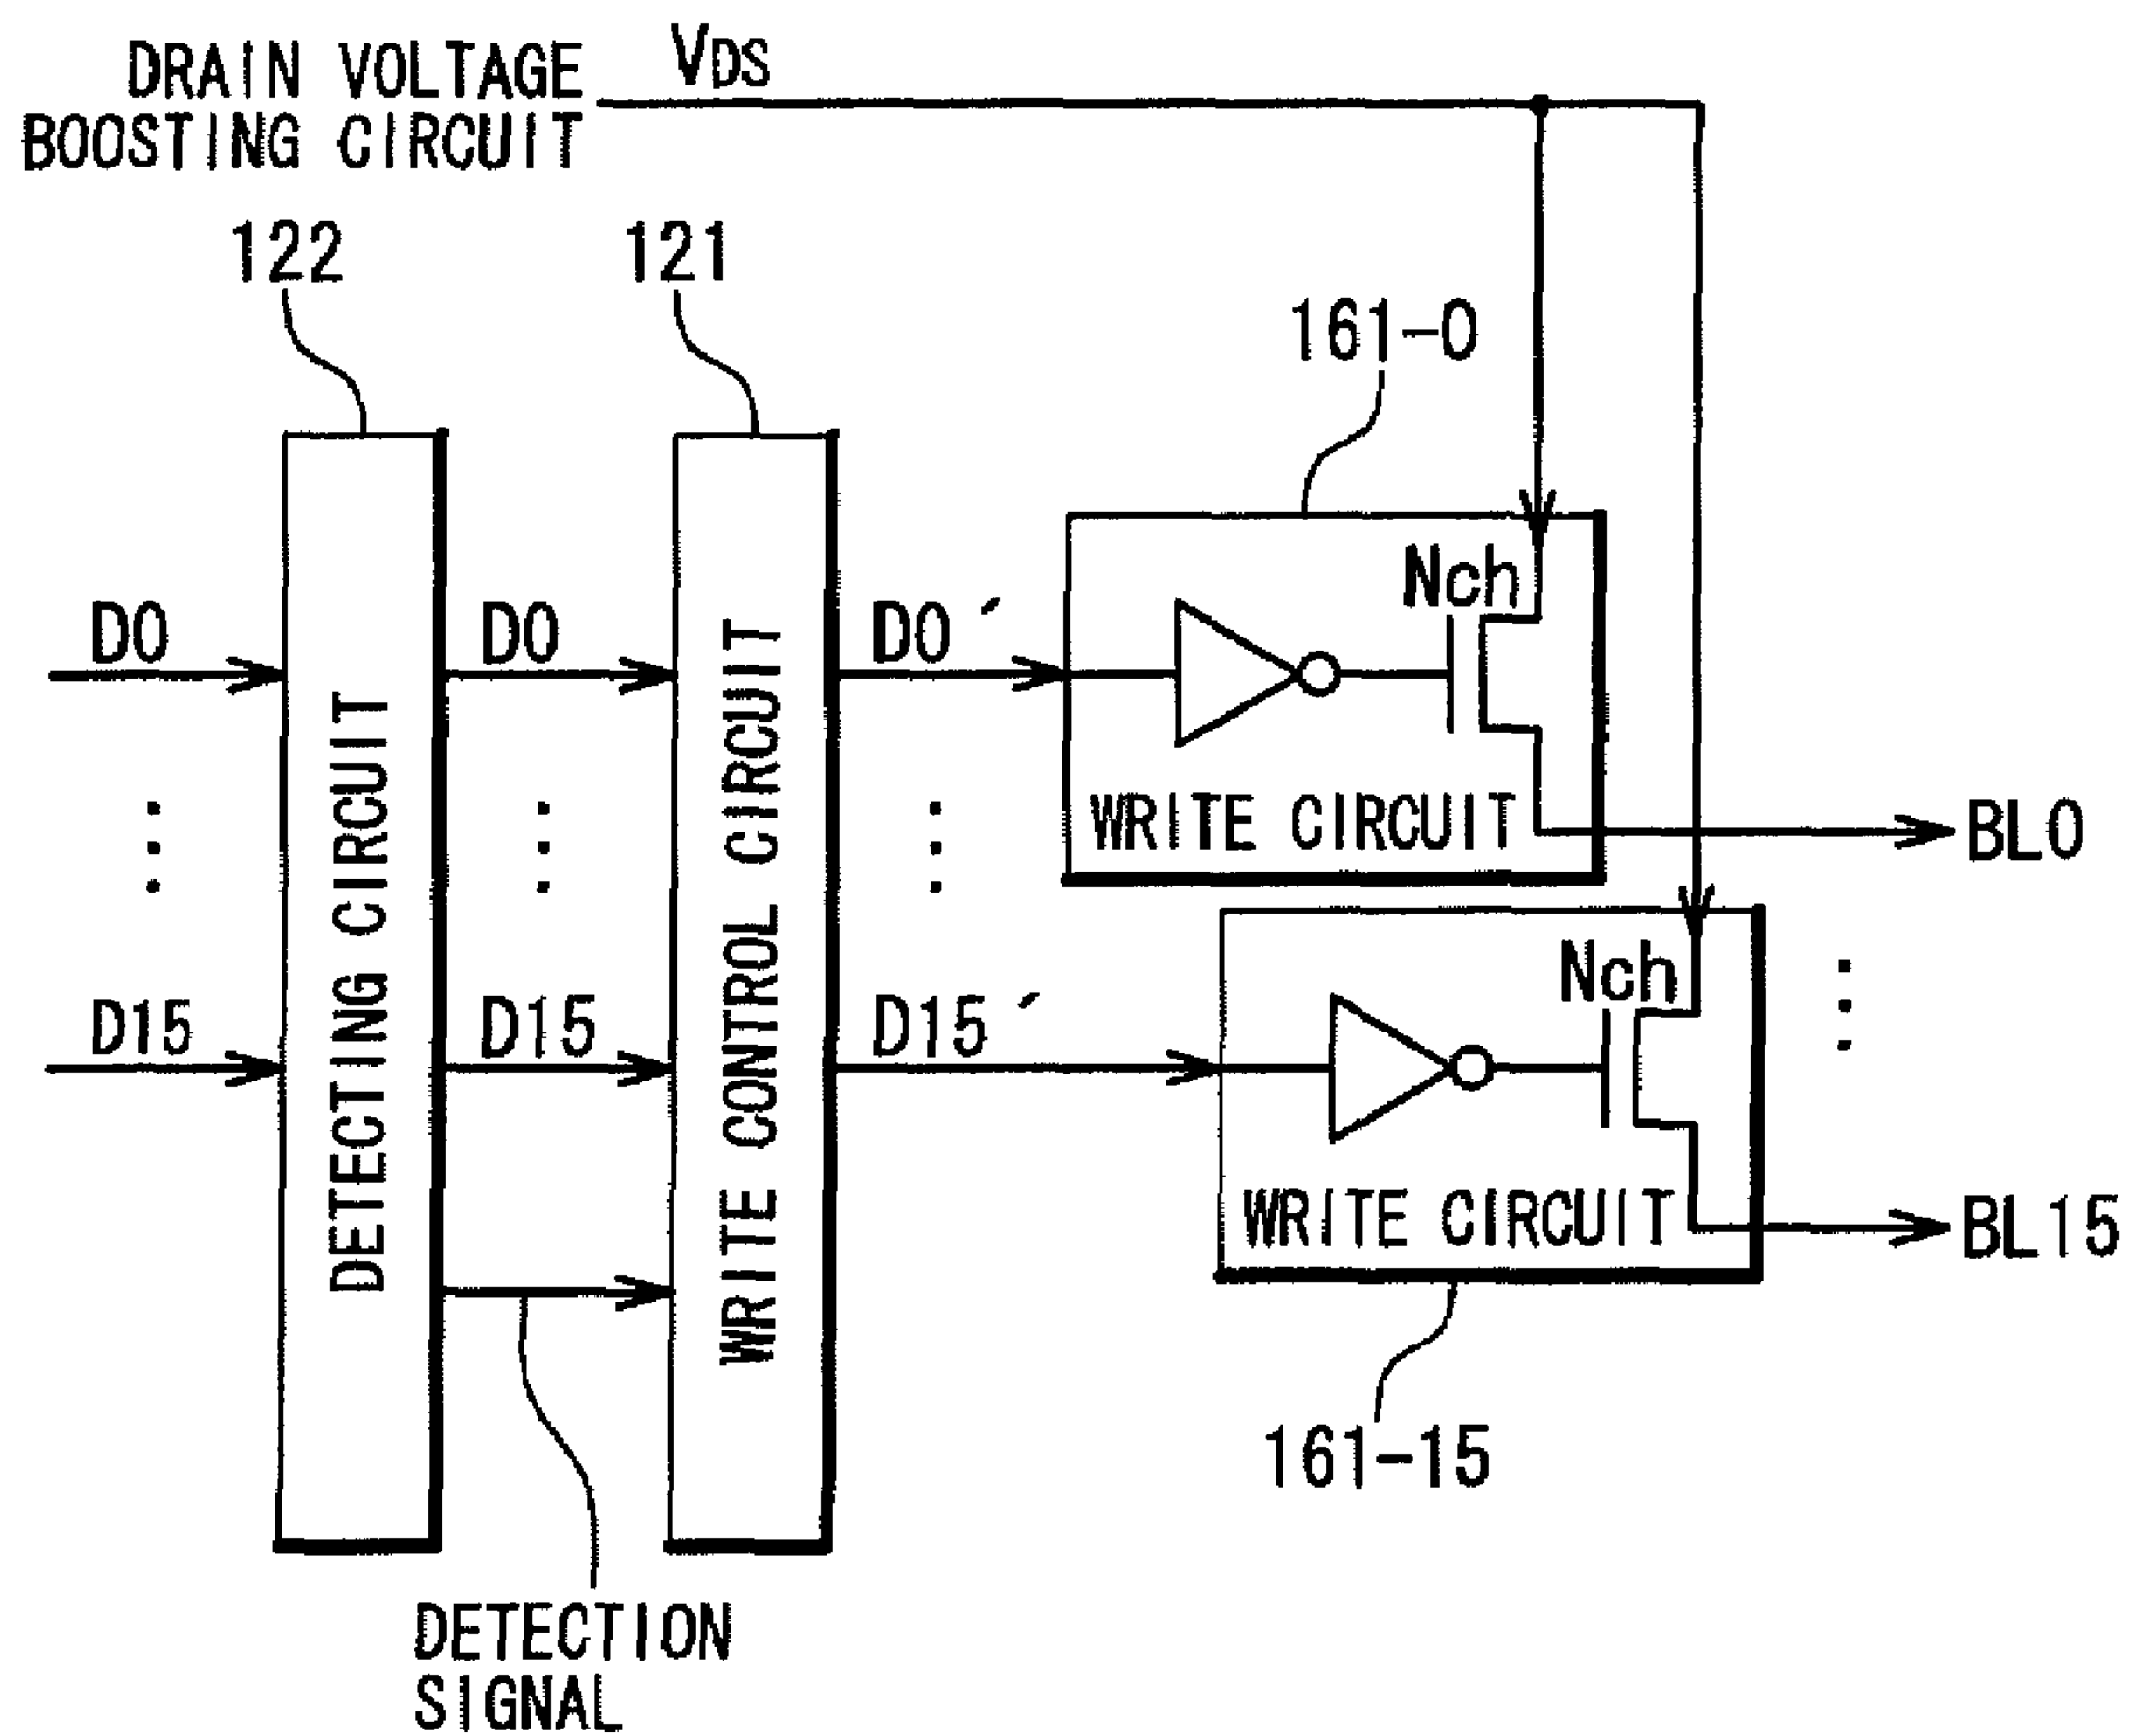 DRAIN VOLTAGE
BOOSTING CIRCUIT
VDS
122
121
161-0
Nch
D0
D0
D0´
WRITE CIRCUIT
BL0
DETECTING CIRCUIT
WRITE CONTROL CIRCUIT
Nch
D15
D15
D15´
WRITE CIRCUIT
BL15
161-15
DETECTION
SIGNAL